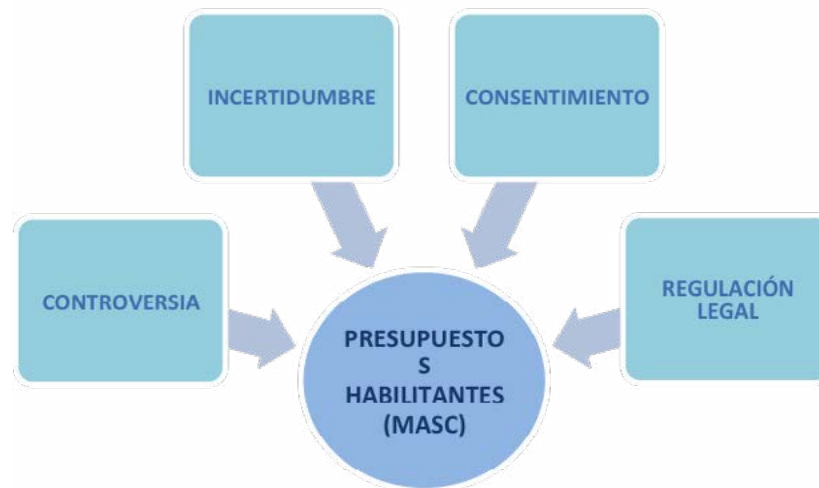 INCERTIDUMBRE
CONSENTIMIENTO
CONTROVERSIA
REGULACIÓN
LEGAL
PRESUPUESTO
S
HABILITANTES
(MASC)